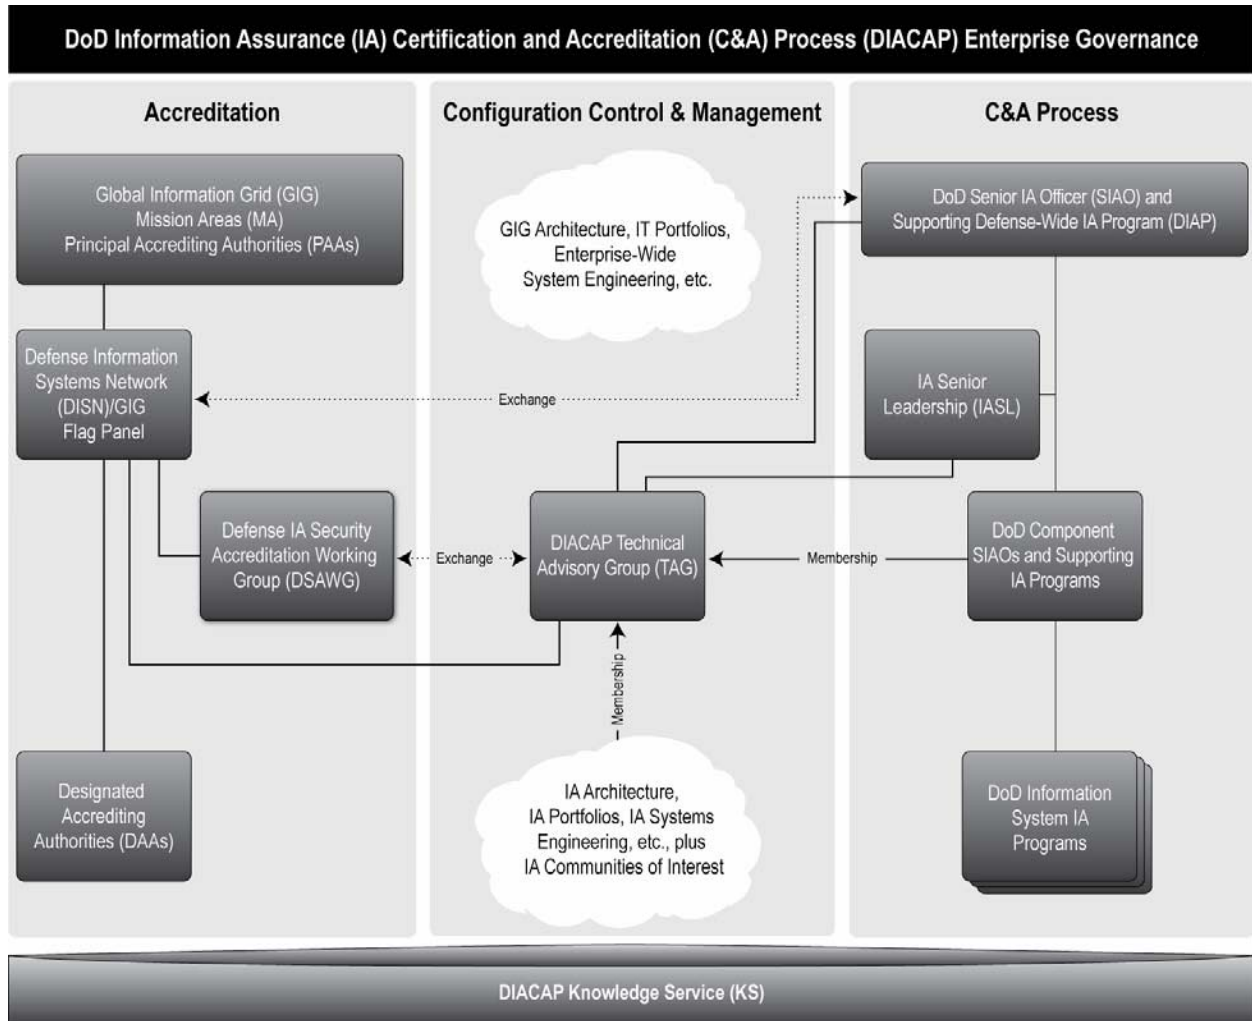 DoD Information Assurance (IA) Certification and Accreditation (C&A) Process (DIACAP) Enterprise Governance
Accreditation
Global Information Grid (GIG)
Mission Areas (MA)
Principal Accrediting Authorities (PAAs)
Defense Information
Systems Network
(DISN)/GIG
Flag Panel
Defense IA Security
Accreditation Working
Group (DSAWG)
Designated
Accrediting
Authorities (DAAs)
Configuration Control & Management
GIG Architecture, IT Portfolios,
Enterprise-Wide
System Engineering, etc.
Exchange
Exchange
DIACAP Technical
Advisory Group (TAG)
Membership
Membership
IA Architecture,
IA Portfolios, IA Systems
Engineering, etc., plus
IA Communities of Interest
C&A Process
DoD Senior IA Officer (SIAO) and
Supporting Defense-Wide IA Program (DIAP)
IA Senior
Leadership (IASL)
DoD Component
SIAOs and Supporting
IA Programs
DoD Information
System IA
Programs
DIACAP Knowledge Service (KS)